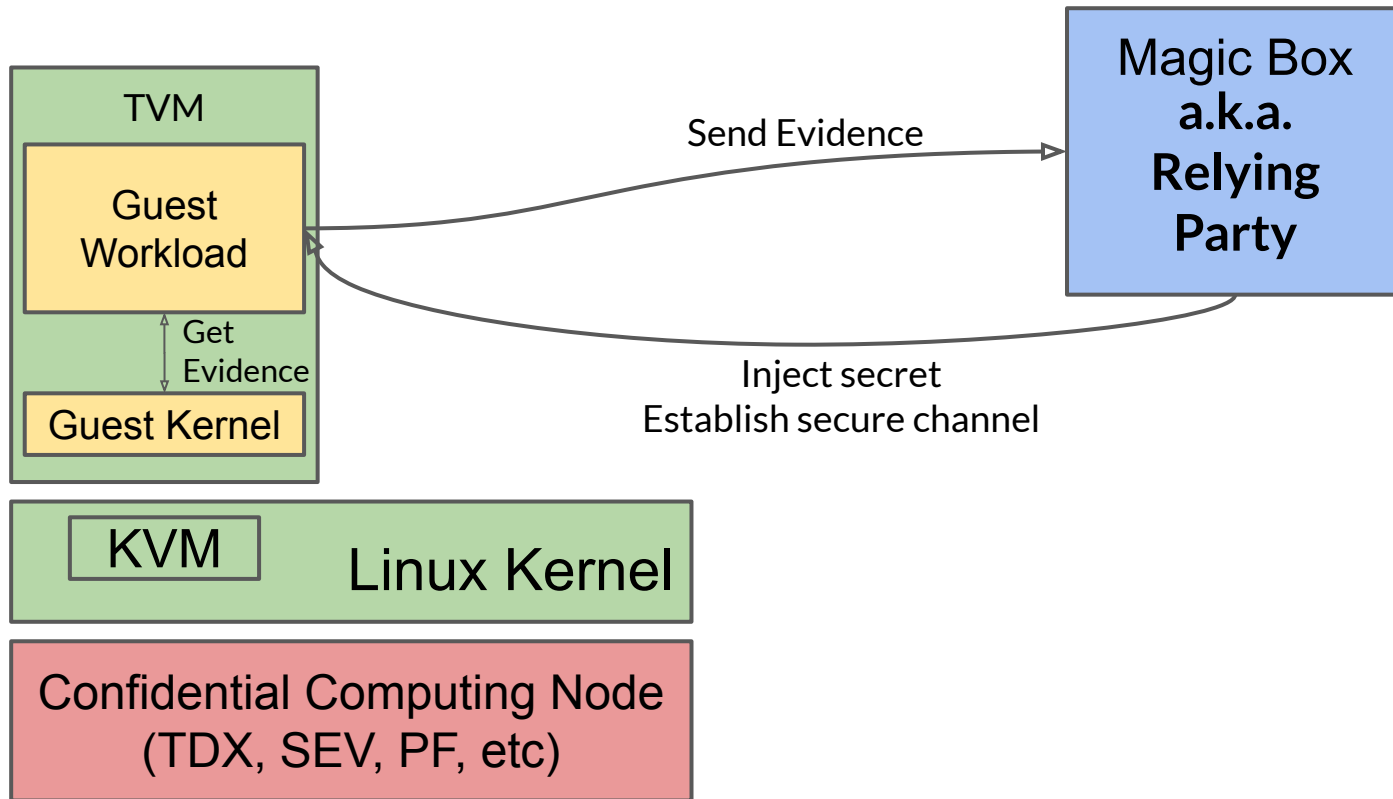 TVM
Guest
Workload
Get
Evidence
Guest Kernel
Send Evidence
Magic Box
a.k.a.
Relying
Party
Inject secret
Establish secure channel
KVM
Linux Kernel
Confidential Computing Node
(TDX, SEV, PF, etc)